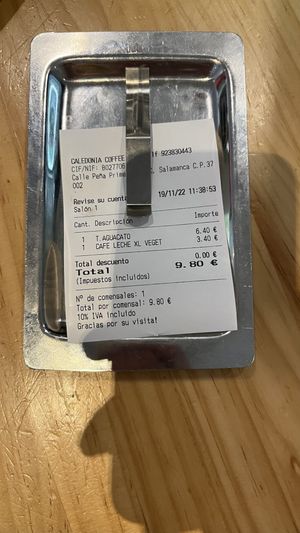 CALEDONIA COFFEE lf 923830443
CIF/NIF: B027706
Calle Peña Prime Salamanca C.P.37
002
Revise su cuenta 19/11/22 11:38:53
Salón 1
Cant. Descripción Importe
1 T.AGUACATO 6.40 €
1 CAFE LECHE XL VEGET 3.40 €
Total descuento 0.00 €
Total 9.80 €
(Impuestos incluidos)
Nº de comensales: 1
Total por comensal: 9.80 €
10% IVA incluido
Gracias por su visita!